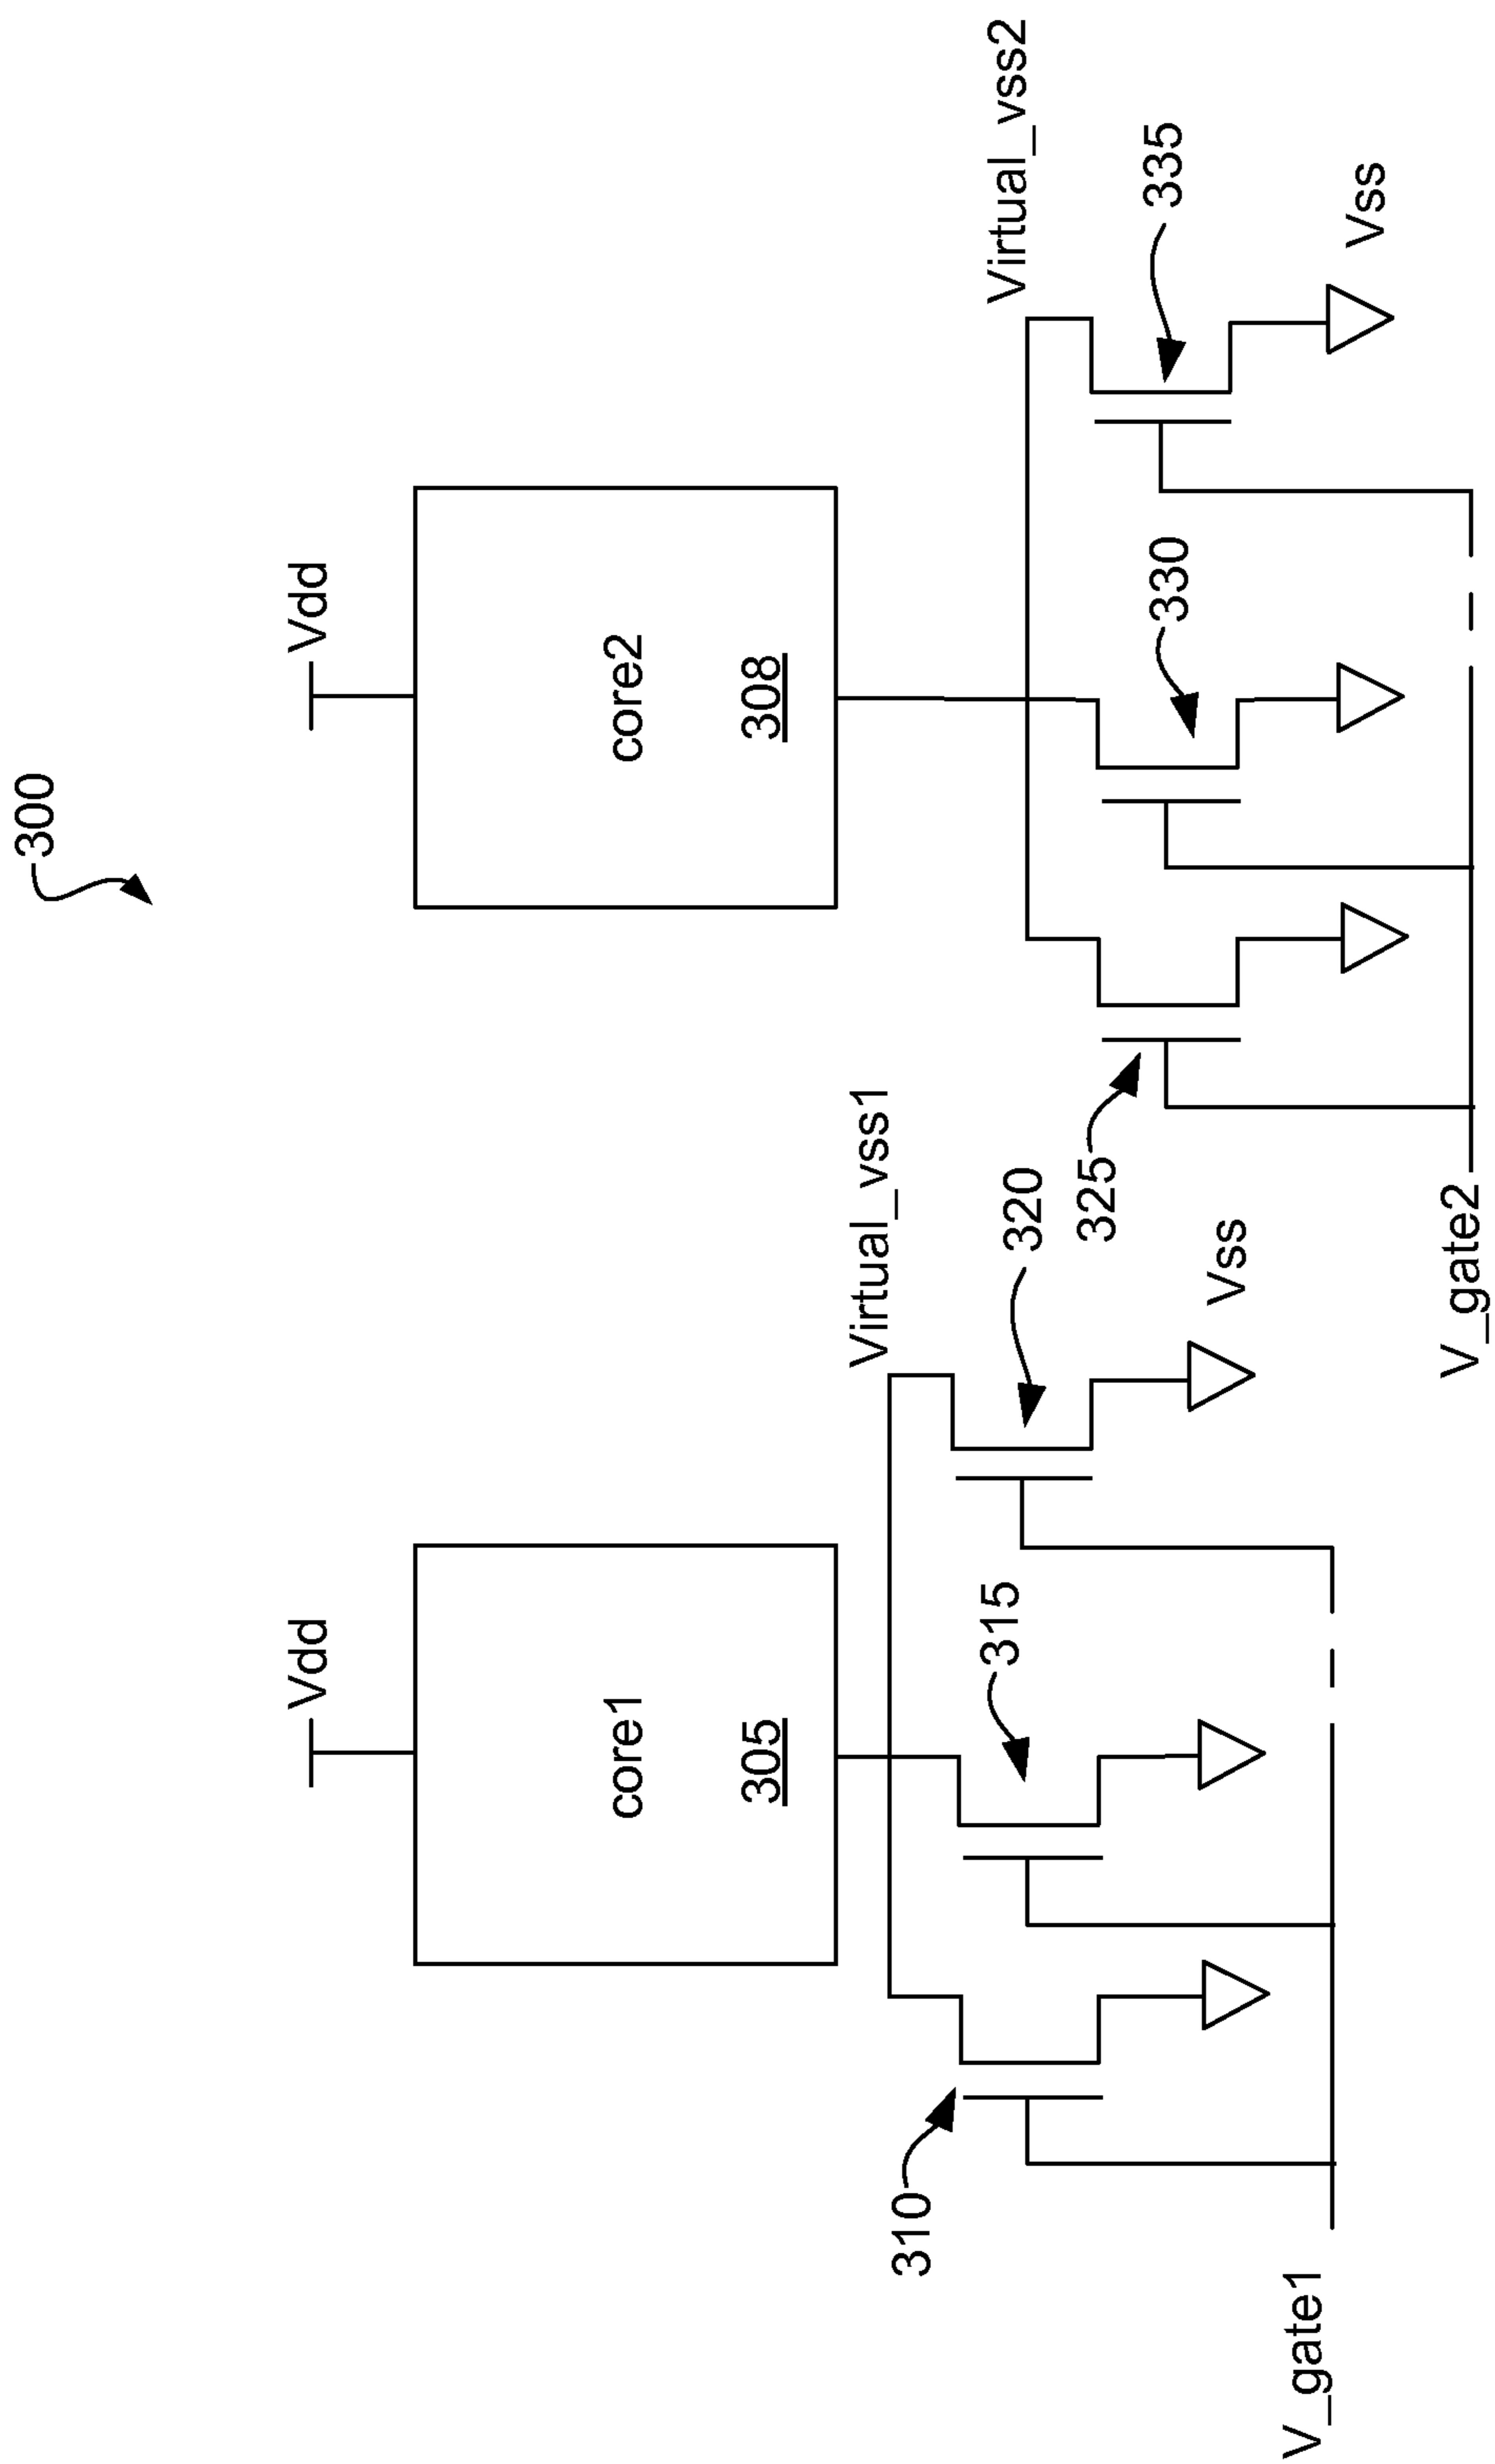 300
Vdd
Vdd
core1
core2
305
308
Virtual_vss1
Virtual_vss2
310
315
320
325
330
335
Vss
Vss
V_gate1
V_gate2